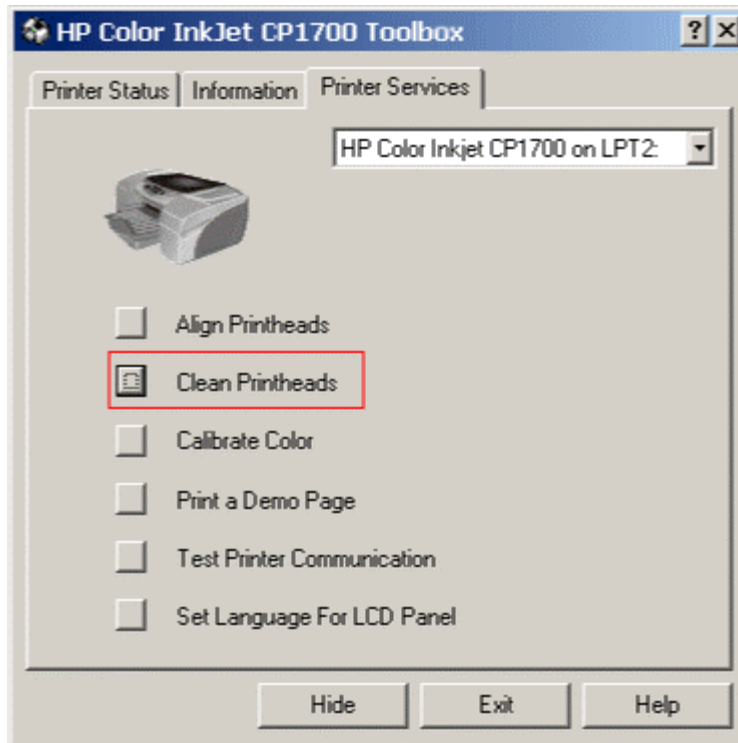 HP Color InkJet CP1700 Toolbox
Printer Status Information Printer Services
HP Color Inkjet CP1700 on LPT2:
Align Printheads
Clean Printheads
Calibrate Color
Print a Demo Page
Test Printer Communication
Set Language For LCD Panel
Hide Exit Help